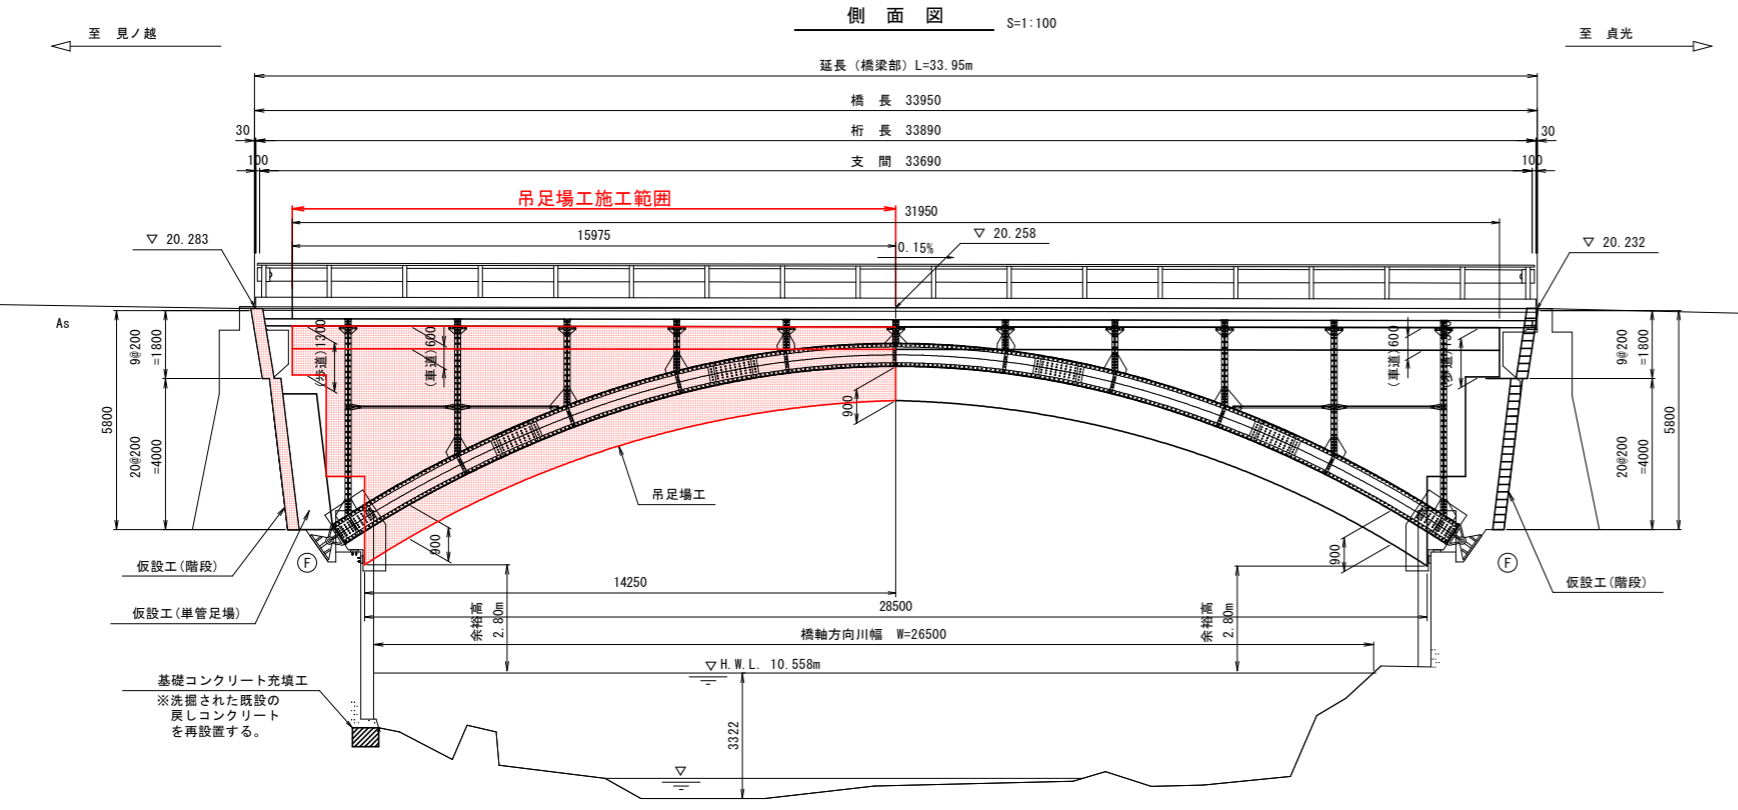 側 面 図 S=1:100
至 見ノ越
至 貞光
延長（橋梁部）L=33.95m
橋 長 33950
30 桁 長 33890 30
100 支 間 33690 100
吊足場工施工範囲
31950
15975
▽ 20.283
▽ 20.258
0.15%
▽ 20.232
As
5800
9@200
=1800
20@200
=4000
(歩道)1300
(車道)600
900
(車道)600
9@200
=1800
20@200
=4000
5800
吊足場工
900
900
F
F
仮設工(階段)
仮設工(単管足場)
仮設工(階段)
14250
28500
余裕高
2.80m
余裕高
2.80m
橋軸方向川幅 W=26500
▽H.W.L. 10.558m
基礎コンクリート充填工
※洗掘された既設の
戻しコンクリート
を再設置する。
3322
▽